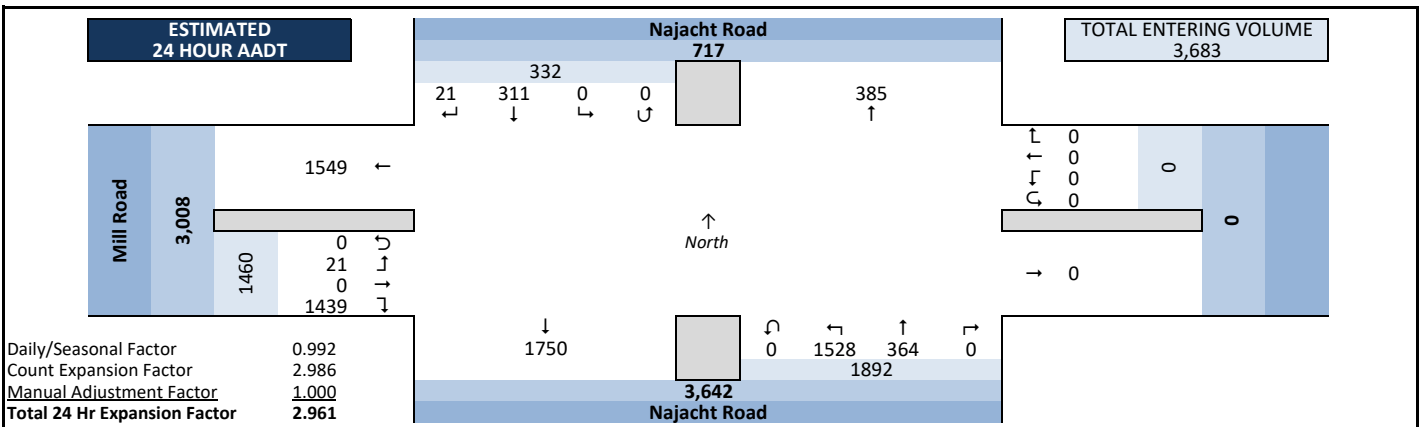 ESTIMATED
24 HOUR AADT
Najacht Road
717
TOTAL ENTERING VOLUME
3,683
332
21 311 0 0
↵ ↓ ↳ ↺
385
↑
Mill Road
3,008
1549 ←
1460
0 ↺
21 ↰
0 →
1439 ↴
↑
North
↱ 0
← 0
↲ 0
↺ 0
0
0
→ 0
↓
1750
↶ ↰ ↑ ↱
0 1528 364 0
1892
3,642
Najacht Road
Daily/Seasonal Factor 0.992
Count Expansion Factor 2.986
Manual Adjustment Factor 1.000
Total 24 Hr Expansion Factor 2.961